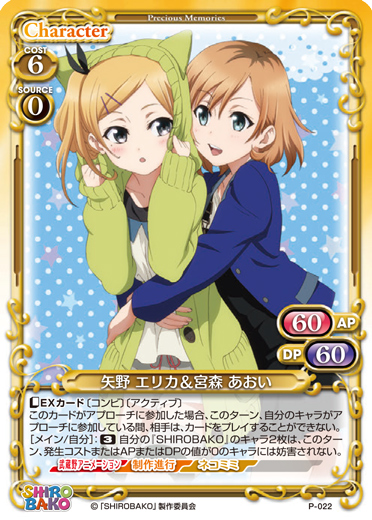 Precious Memories
Character
COST
6
SOURCE
0
60 AP
DP 60
矢野 エリカ&宮森 あおい
EXカード [コンビ] [アクティブ]
このカードがアプローチに参加した場合、このターン、自分のキャラがア
プローチに参加している間、相手は、カードをプレイすることができない。
[メイン/自分]: 3 自分の「SHIROBAKO」のキャラ2枚は、このター
ン、発生コストまたはAPまたはDPの値が0のキャラには妨害されない。
武蔵野アニメーション 制作進行 ネコミミ
SHIRO
BAKO
©「SHIROBAKO」製作委員会
P-022